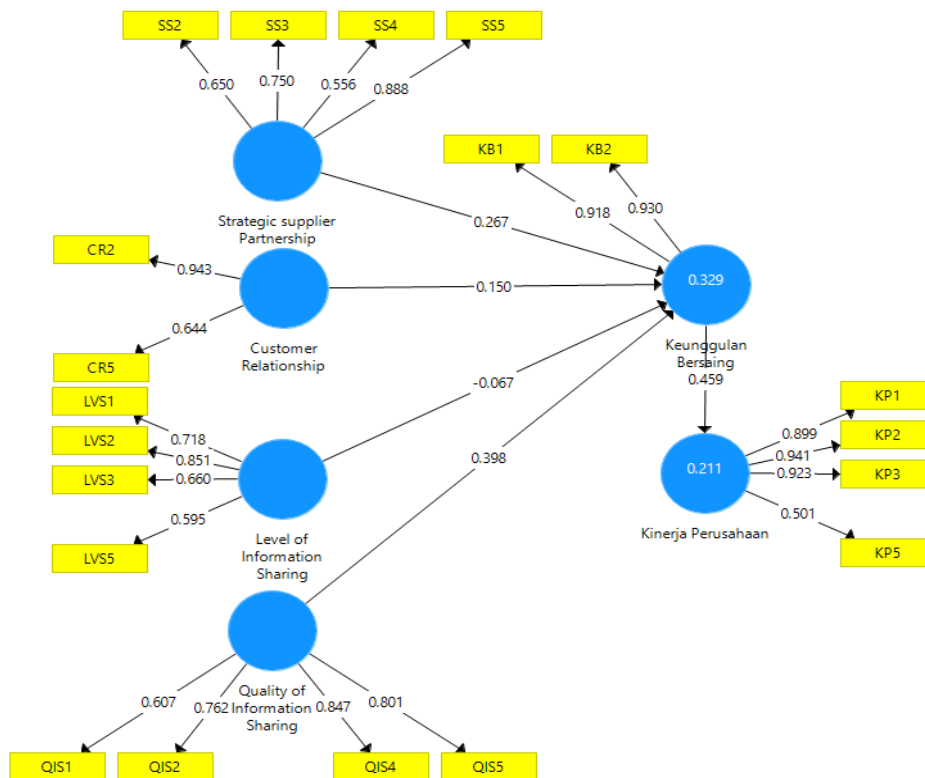 SS2 SS3 SS4 SS5
0.650 0.750 0.556 0.888
Strategic supplier
Partnership
KB1 KB2
0.918 0.930
0.267
CR2
0.943
0.150
0.644
CR5
Customer
Relationship
0.329
Keunggulan
Bersaing
0.459
LVS1
0.718
LVS2
0.851
LVS3
0.660
0.595
LVS5
Level of
Information
Sharing
-0.067
0.398
0.211
Kinerja Perusahaan
KP1
0.899
KP2
0.941
KP3
0.923
0.501
KP5
Quality of
Information
Sharing
0.607 0.762 0.847 0.801
QIS1 QIS2 QIS4 QIS5